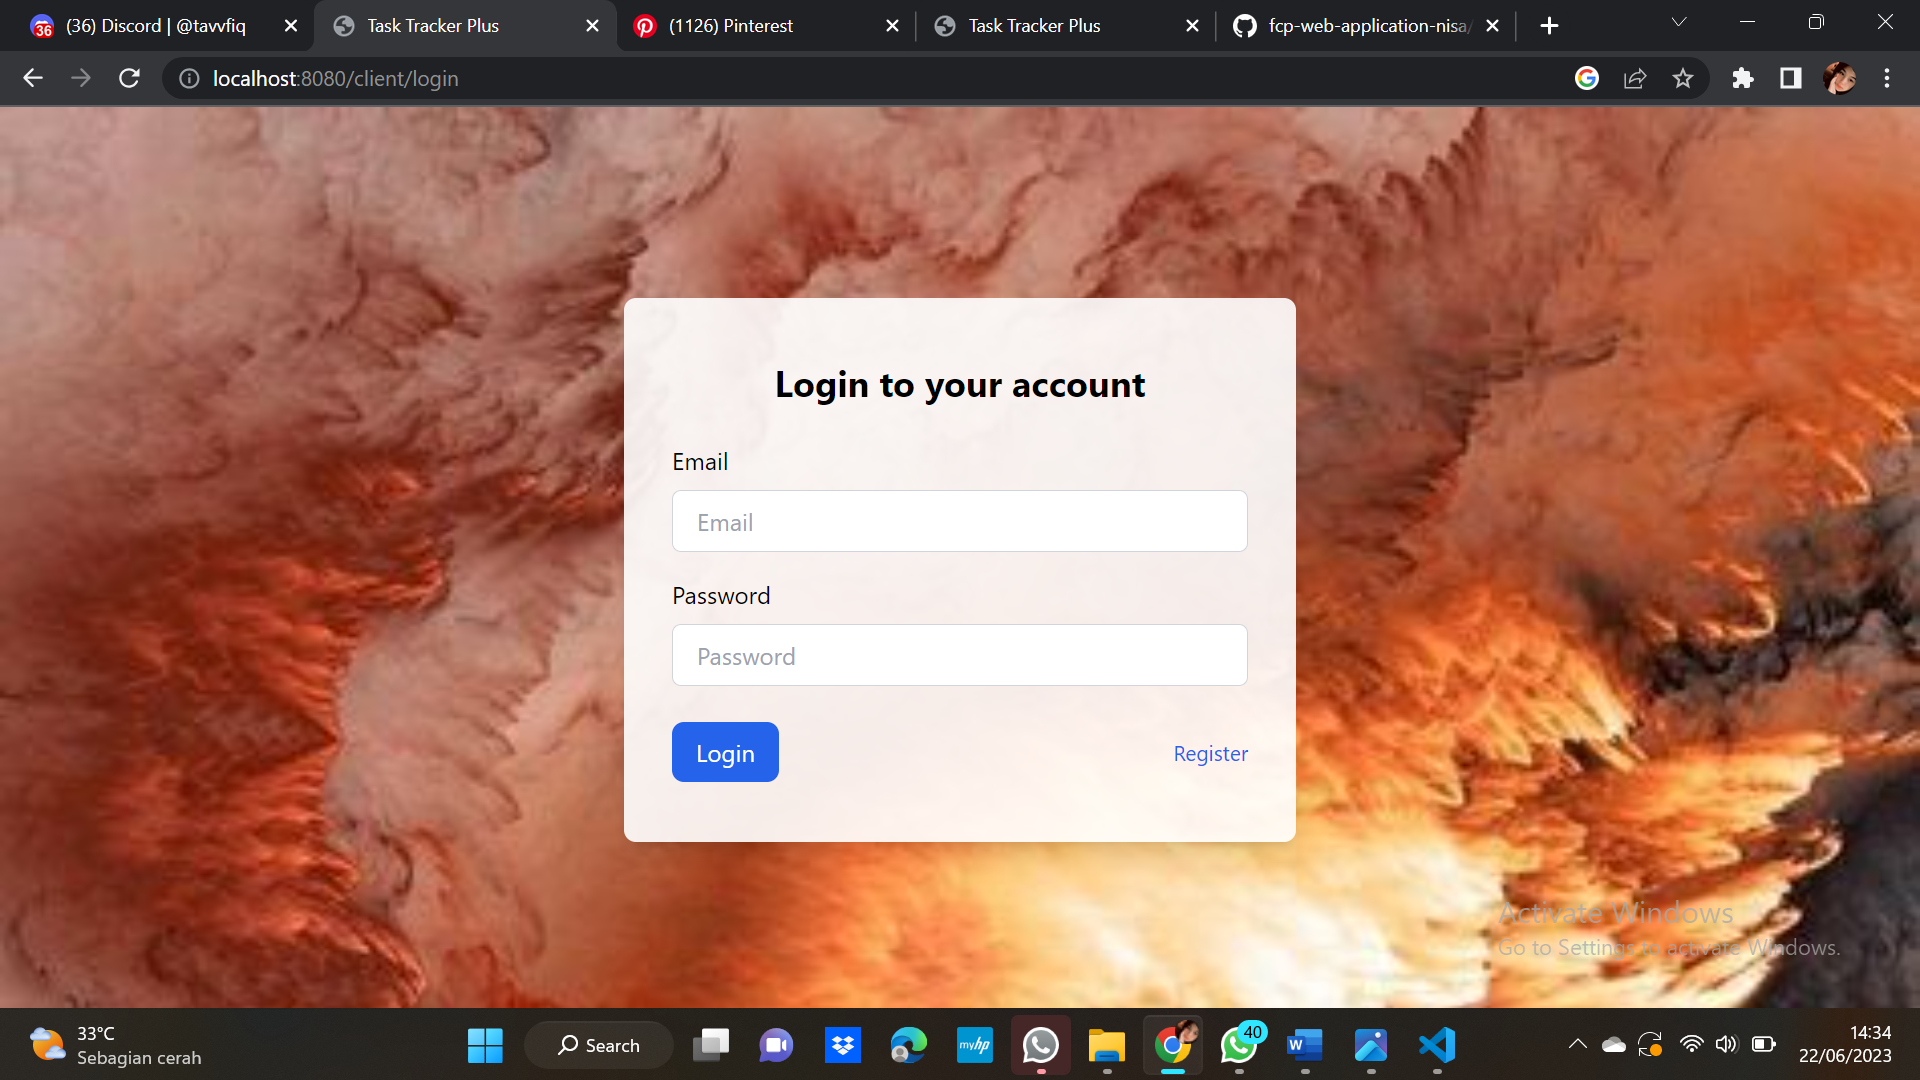 36
(36) Discord | @tavvfiq
Task Tracker Plus
(1126) Pinterest
Task Tracker Plus
fcp-web-application-nisa/
localhost:8080/client/login
Login to your account
Email
Email
Password
Password
Login
Register
Activate Windows
Go to Settings to activate Windows.
33°C
Sebagian cerah
Search
myhp
40
W
14:34
22/06/2023